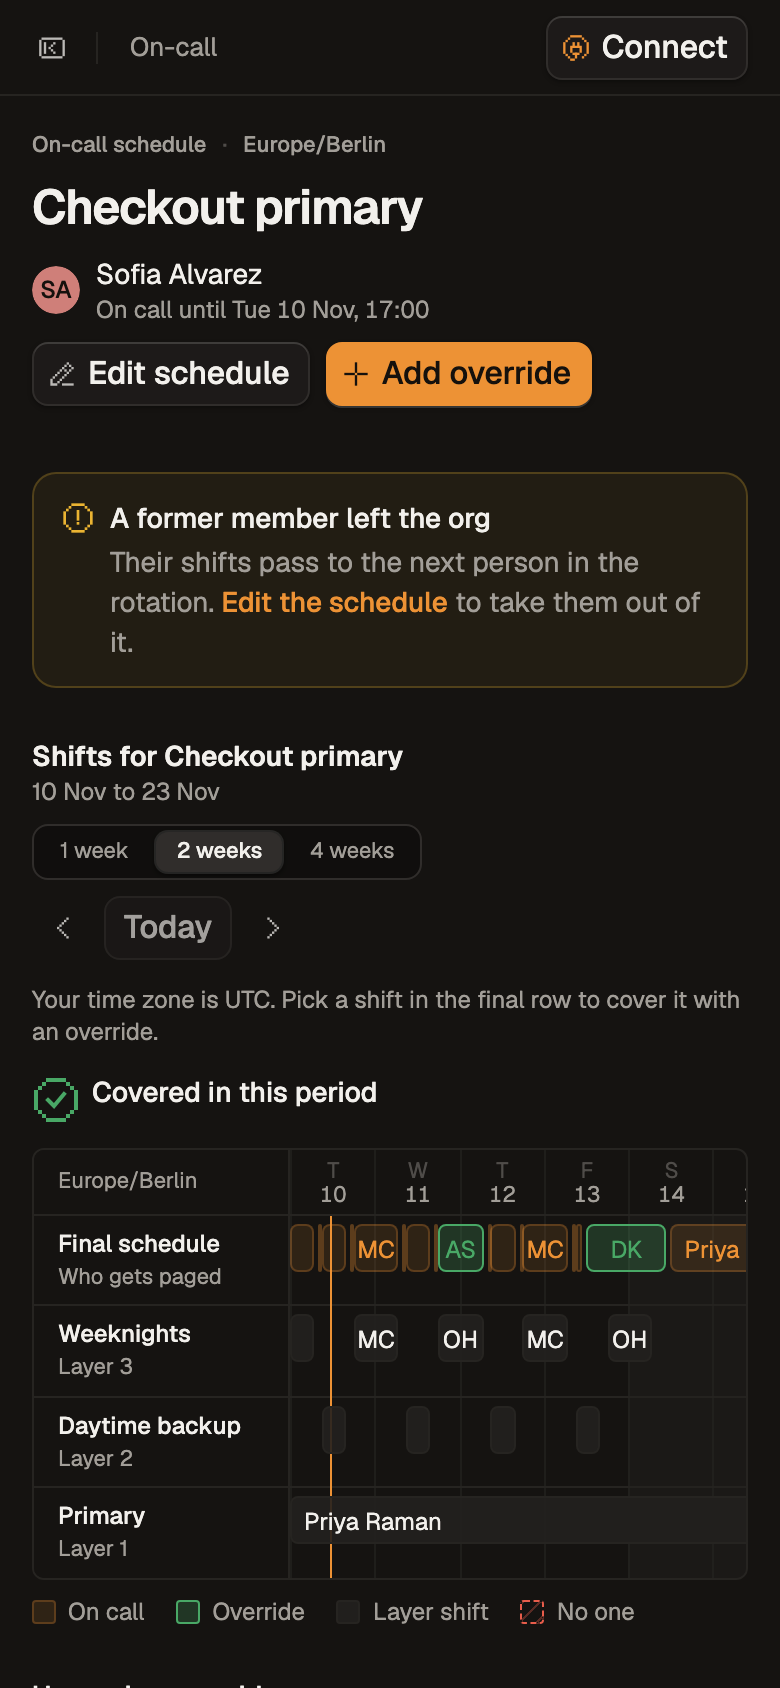 On-call
Connect
On-call schedule · Europe/Berlin
Checkout primary
SA
Sofia Alvarez
On call until Tue 10 Nov, 17:00
Edit schedule
Add override
A former member left the org
Their shifts pass to the next person in the
rotation. Edit the schedule to take them out of
it.
Shifts for Checkout primary
10 Nov to 23 Nov
1 week 2 weeks 4 weeks
Today
Your time zone is UTC. Pick a shift in the final row to cover it with
an override.
Covered in this period
Europe/Berlin
T W T F S
10 11 12 13 14
Final schedule
Who gets paged
MC AS MC DK Priya
Weeknights
Layer 3
MC OH MC OH
Daytime backup
Layer 2
Primary
Layer 1
Priya Raman
On call Override Layer shift No one